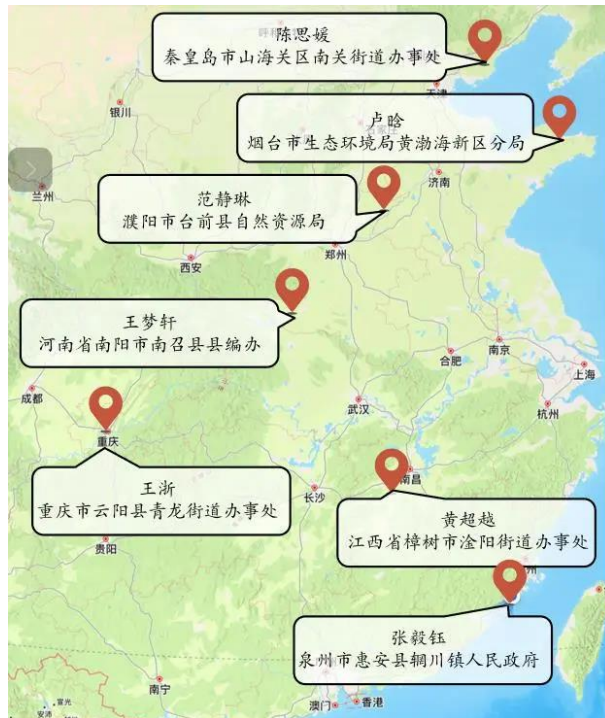 陈思媛
秦皇岛市山海关区南关街道办事处
天津
银川
卢晗
烟台市生态环境局黄渤海新区分局
兰州
济南
范静琳
濮阳市台前县自然资源局
郑州
西安
王梦轩
河南省南阳市南召县县编办
南京
合肥
上海
成都
武汉
杭州
重庆
王浙
重庆市云阳县青龙街道办事处
南昌
长沙
黄超越
江西省樟树市淦阳街道办事处
贵阳
州
张毅钰
泉州市惠安县辋川镇人民政府
南宁
富光
安沛
澳门
香港